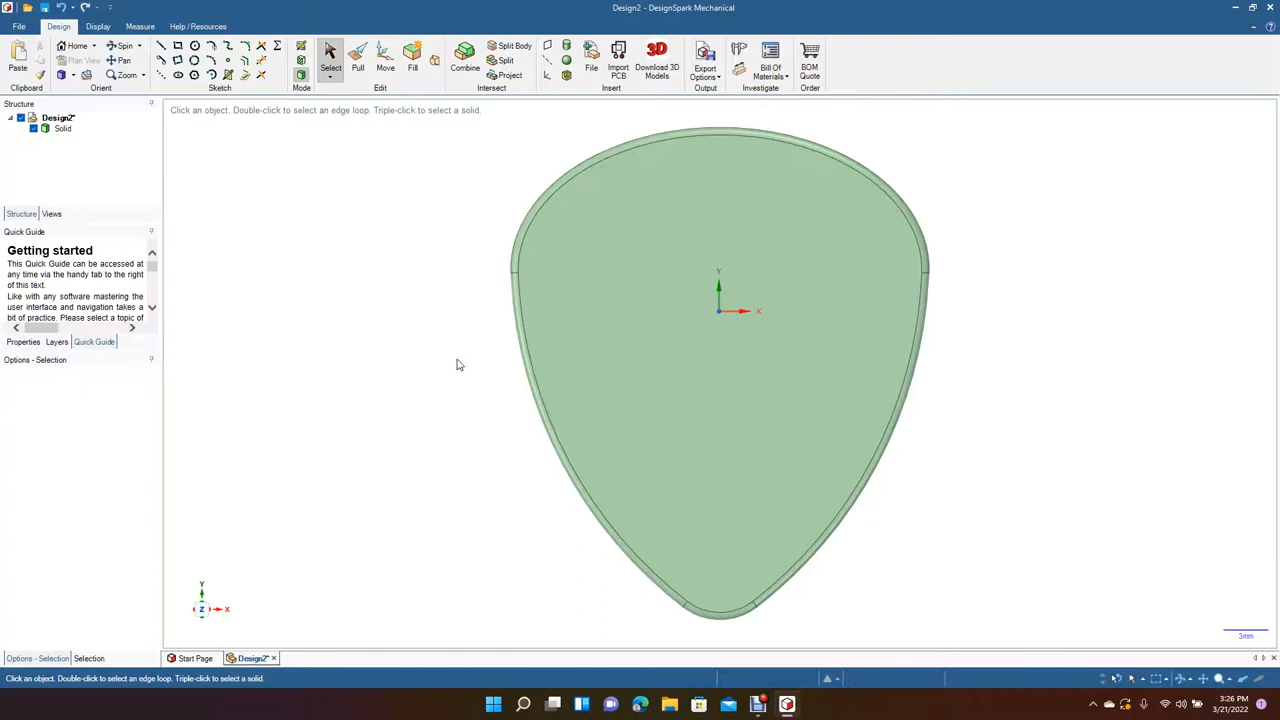 Design2 - DesignSpark Mechanical
File Design Display Measure Help / Resources
Paste Home Plan View Spin Pan Zoom Select Pull Move Fill Combine Split Body Split Project File Import PCB Download 3D Models Export Options Bill Of Materials BOM Quote
Clipboard Orient Sketch Mode Edit Intersect Insert Output Investigate Order
Structure
Click an object. Double-click to select an edge loop. Triple-click to select a solid.
Design2*
Solid
Structure Views
Quick Guide
Getting started
This Quick Guide can be accessed at
any time via the handy tab to the right
of this text.
Like with any software mastering the
user interface and navigation takes a
bit of practice. Please select a topic of
Properties Layers Quick Guide
Options - Selection
Y
X
Y
Z X
3mm
Options - Selection Selection Start Page Design2*
Click an object. Double-click to select an edge loop. Triple-click to select a solid.
3:26 PM
3/21/2022